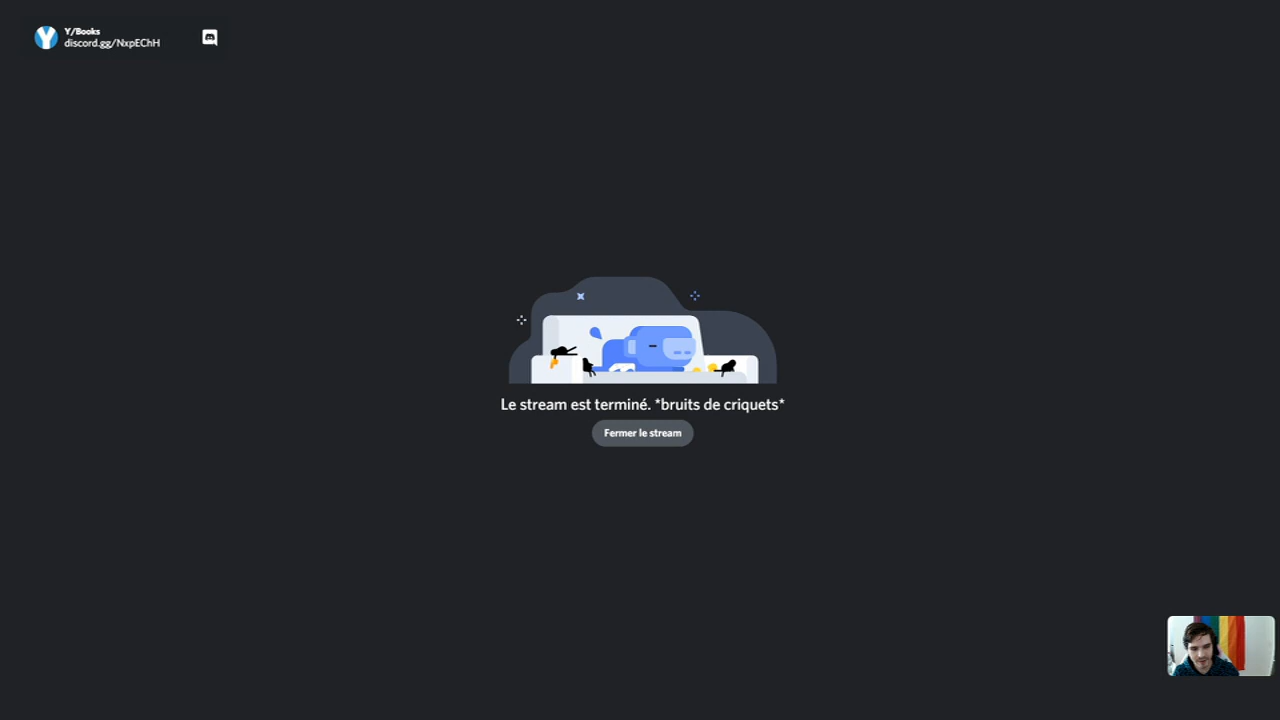 Y/Books
discord.gg/NxpEChH
Le stream est terminé. *bruits de criquets*
Fermer le stream